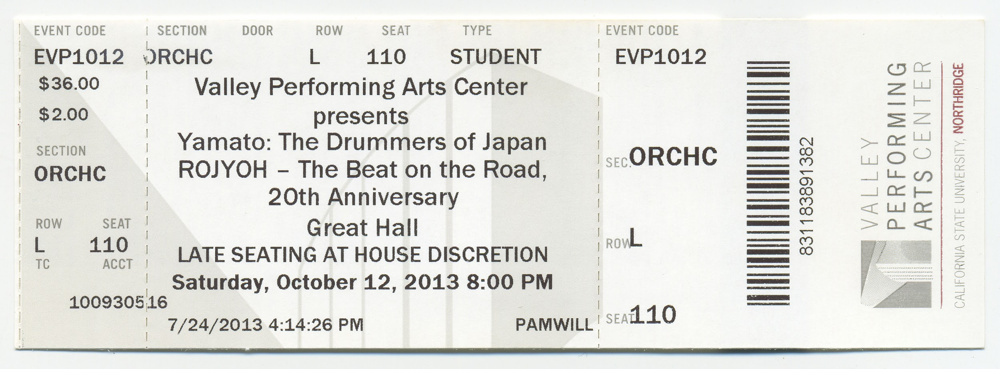 EVENT CODE
EVP1012
$36.00
$2.00
SECTION
ORCHC
ROW SEAT
L 110
TC ACCT
100930516
SECTION DOOR ROW SEAT TYPE
ORCHC L 110 STUDENT
Valley Performing Arts Center
presents
Yamato: The Drummers of Japan
ROJYOH – The Beat on the Road,
20th Anniversary
Great Hall
LATE SEATING AT HOUSE DISCRETION
Saturday, October 12, 2013 8:00 PM
7/24/2013 4:14:26 PM PAMWILL
EVENT CODE
EVP1012
SEC. ORCHC
ROW L
SEAT 110
831183891382
VALLEY
PERFORMING
ARTS CENTER
CALIFORNIA STATE UNIVERSITY, NORTHRIDGE